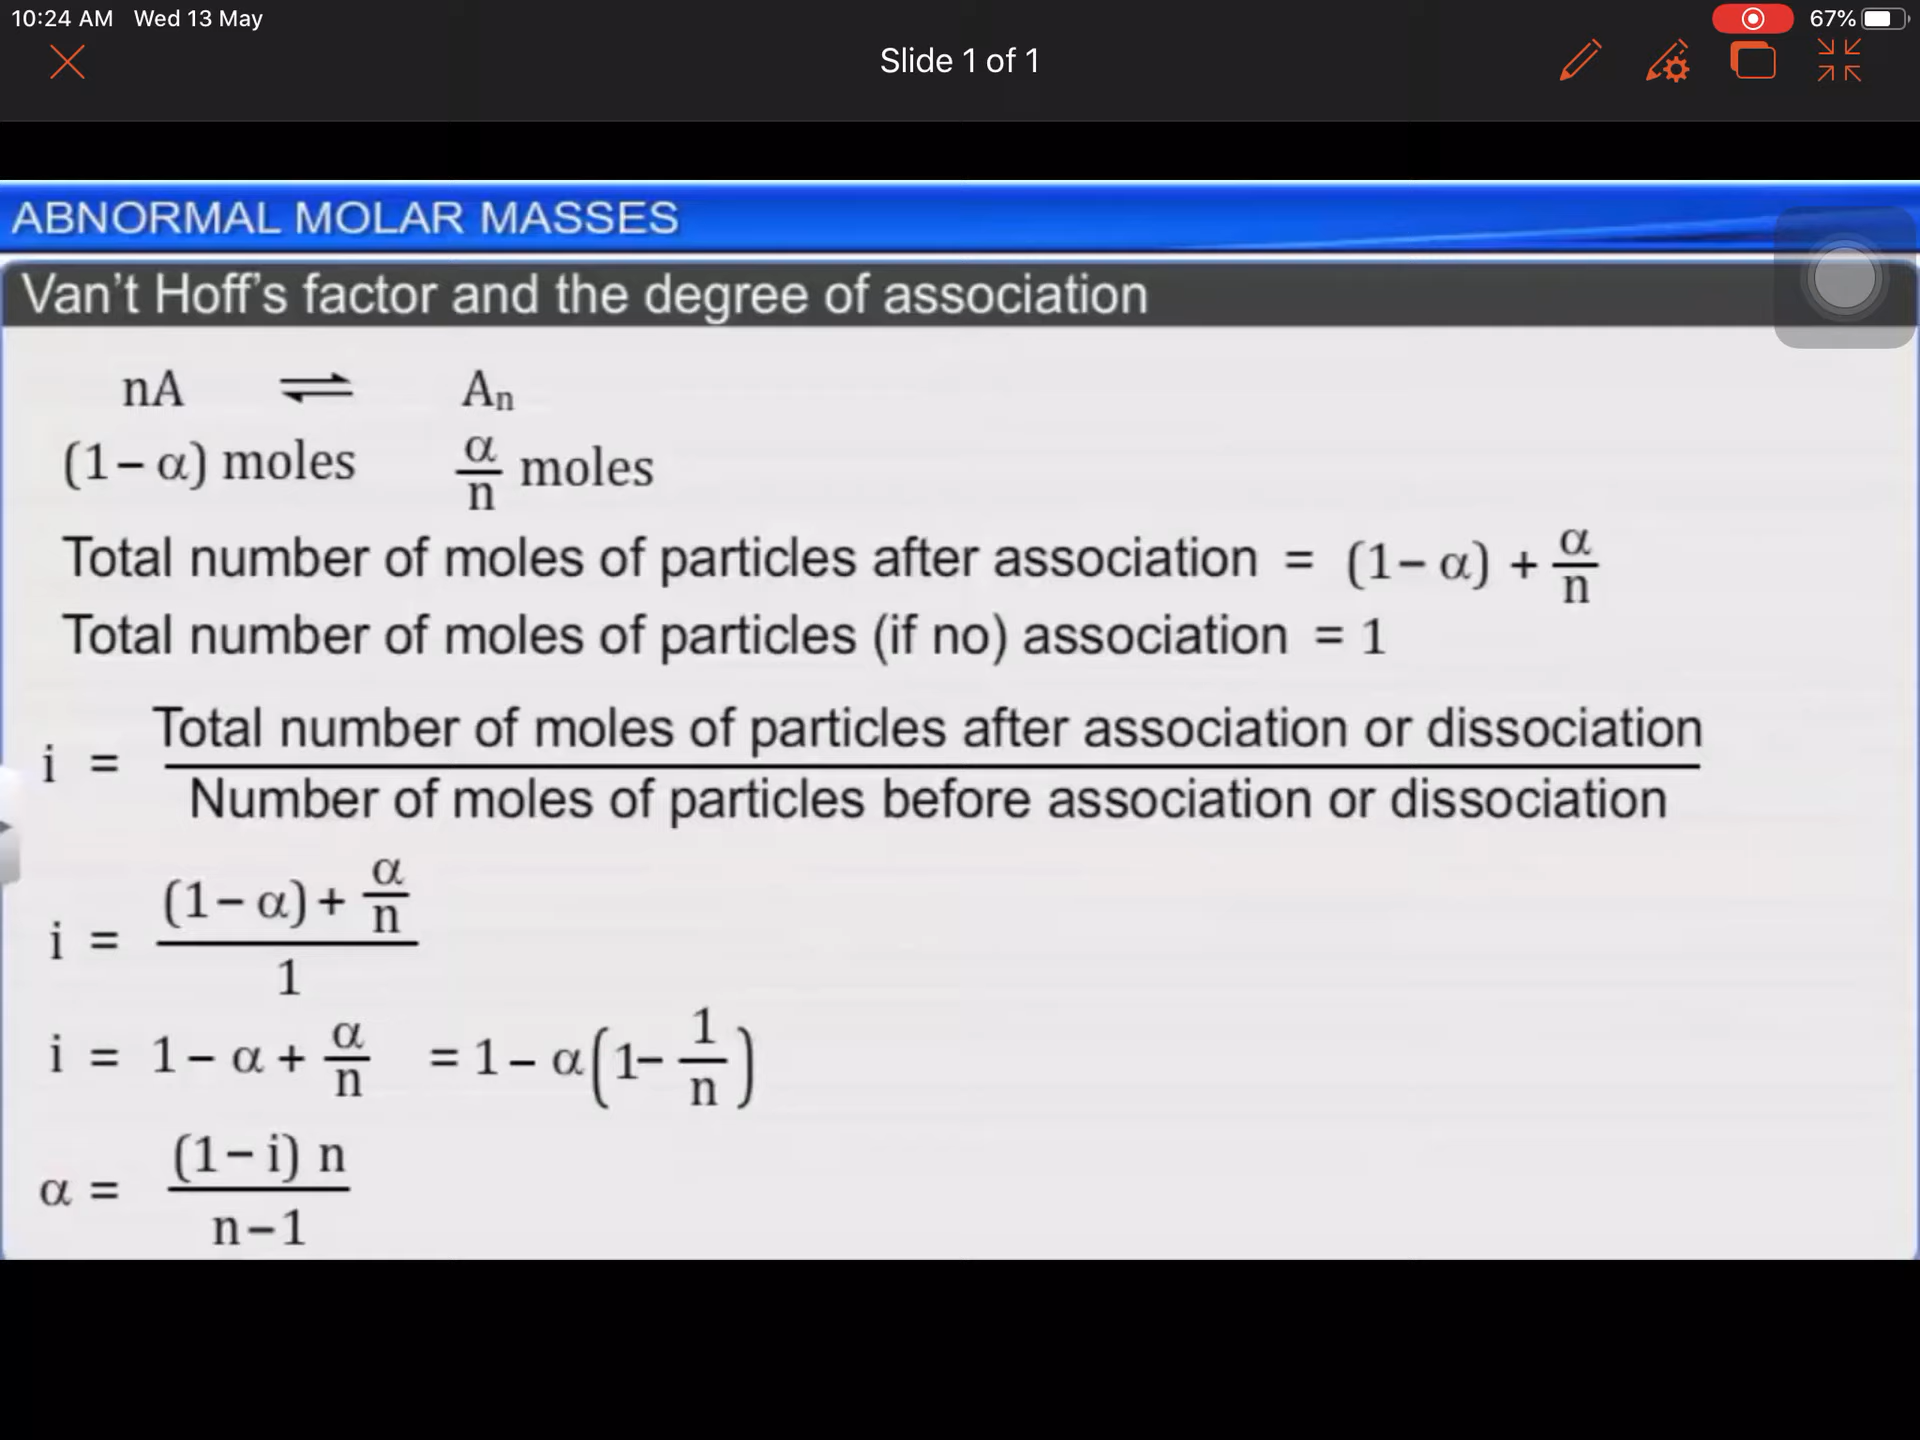 10:24 AM Wed 13 May
67%
Slide 1 of 1
ABNORMAL MOLAR MASSES
Van't Hoff's factor and the degree of association
nA ⇌ Aₙ
(1– α) moles α/n moles
Total number of moles of particles after association = (1– α) + α/n
Total number of moles of particles (if no) association = 1
i = Total number of moles of particles after association or dissociation / Number of moles of particles before association or dissociation
i = (1– α)+ α/n / 1
i = 1– α + α/n = 1– α(1– 1/n)
α = (1– i) n / n–1